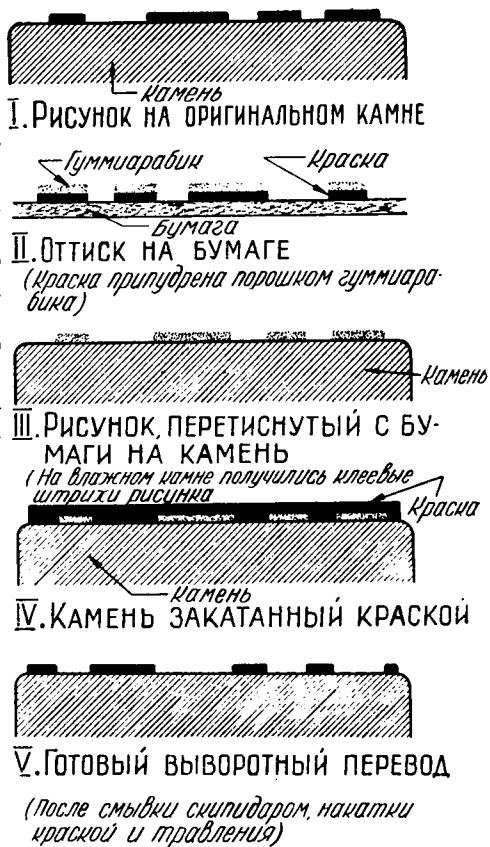 Камень
I. Рисунок на оригинальном камне
Гуммиарабик
Краска
Бумага
II. Оттиск на бумаге
(Краска припудрена порошком гуммиара-
бика)
Камень
III. Рисунок, перетиснутый с бу-
маги на камень
(На влажном камне получились клеевые
штрихи рисунка
Краска
Камень
IV. Камень закатанный краской
V. Готовый выворотный перевод
(После смывки скипидаром, накатки
краской и травления)